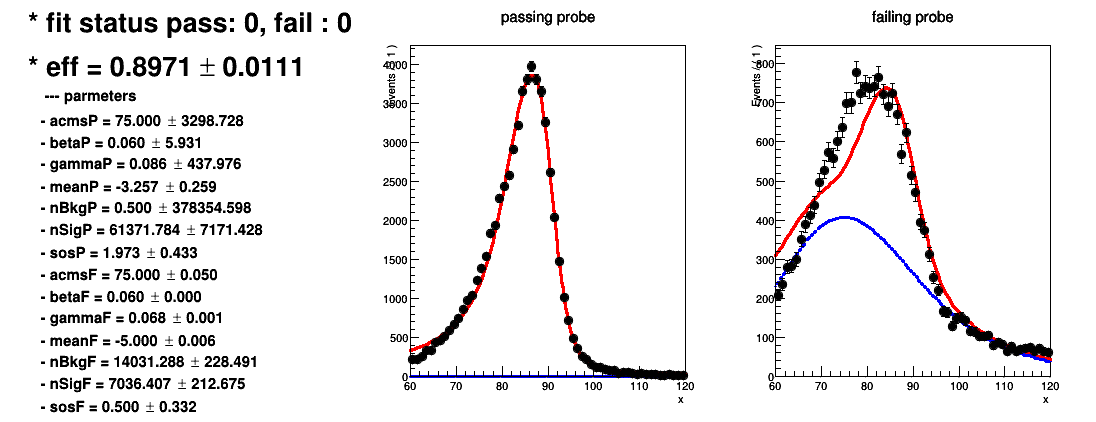 * fit status pass: 0, fail : 0
* eff = 0.8971 ± 0.0111
--- parmeters
- acmsP = 75.000 ± 3298.728
- betaP = 0.060 ± 5.931
- gammaP = 0.086 ± 437.976
- meanP = -3.257 ± 0.259
- nBkgP = 0.500 ± 378354.598
- nSigP = 61371.784 ± 7171.428
- sosP = 1.973 ± 0.433
- acmsF = 75.000 ± 0.050
- betaF = 0.060 ± 0.000
- gammaF = 0.068 ± 0.001
- meanF = -5.000 ± 0.006
- nBkgF = 14031.288 ± 228.491
- nSigF = 7036.407 ± 212.675
- sosF = 0.500 ± 0.332
passing probe
Events / ( 1 )
4000
3500
3000
2500
2000
1500
1000
500
0
60 70 80 90 100 110 120
x
failing probe
Events / ( 1 )
800
700
600
500
400
300
200
100
0
60 70 80 90 100 110 120
x